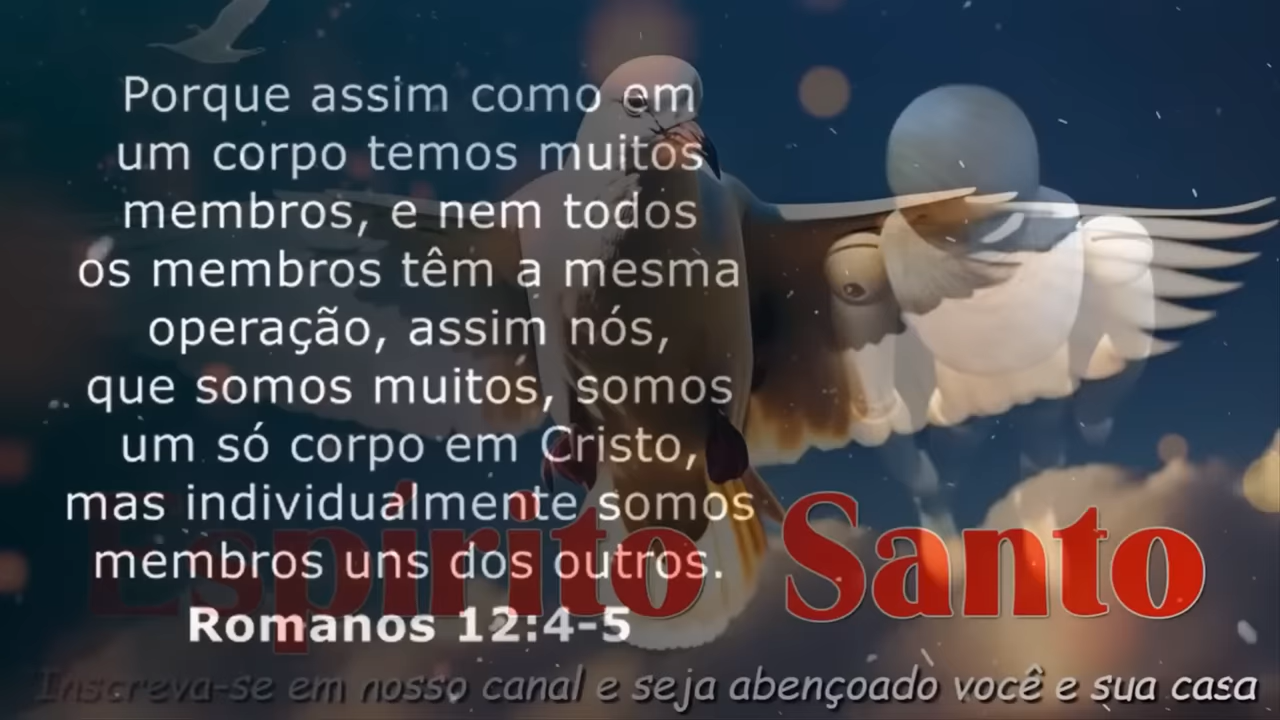 Porque assim como em
um corpo temos muitos
membros, e nem todos
os membros têm a mesma
operação, assim nós,
que somos muitos, somos
um só corpo em Cristo,
mas individualmente somos
membros uns dos outros.
Romanos 12:4-5
Espírito Santo
Inscreva-se em nosso canal e seja abençoado você e sua casa